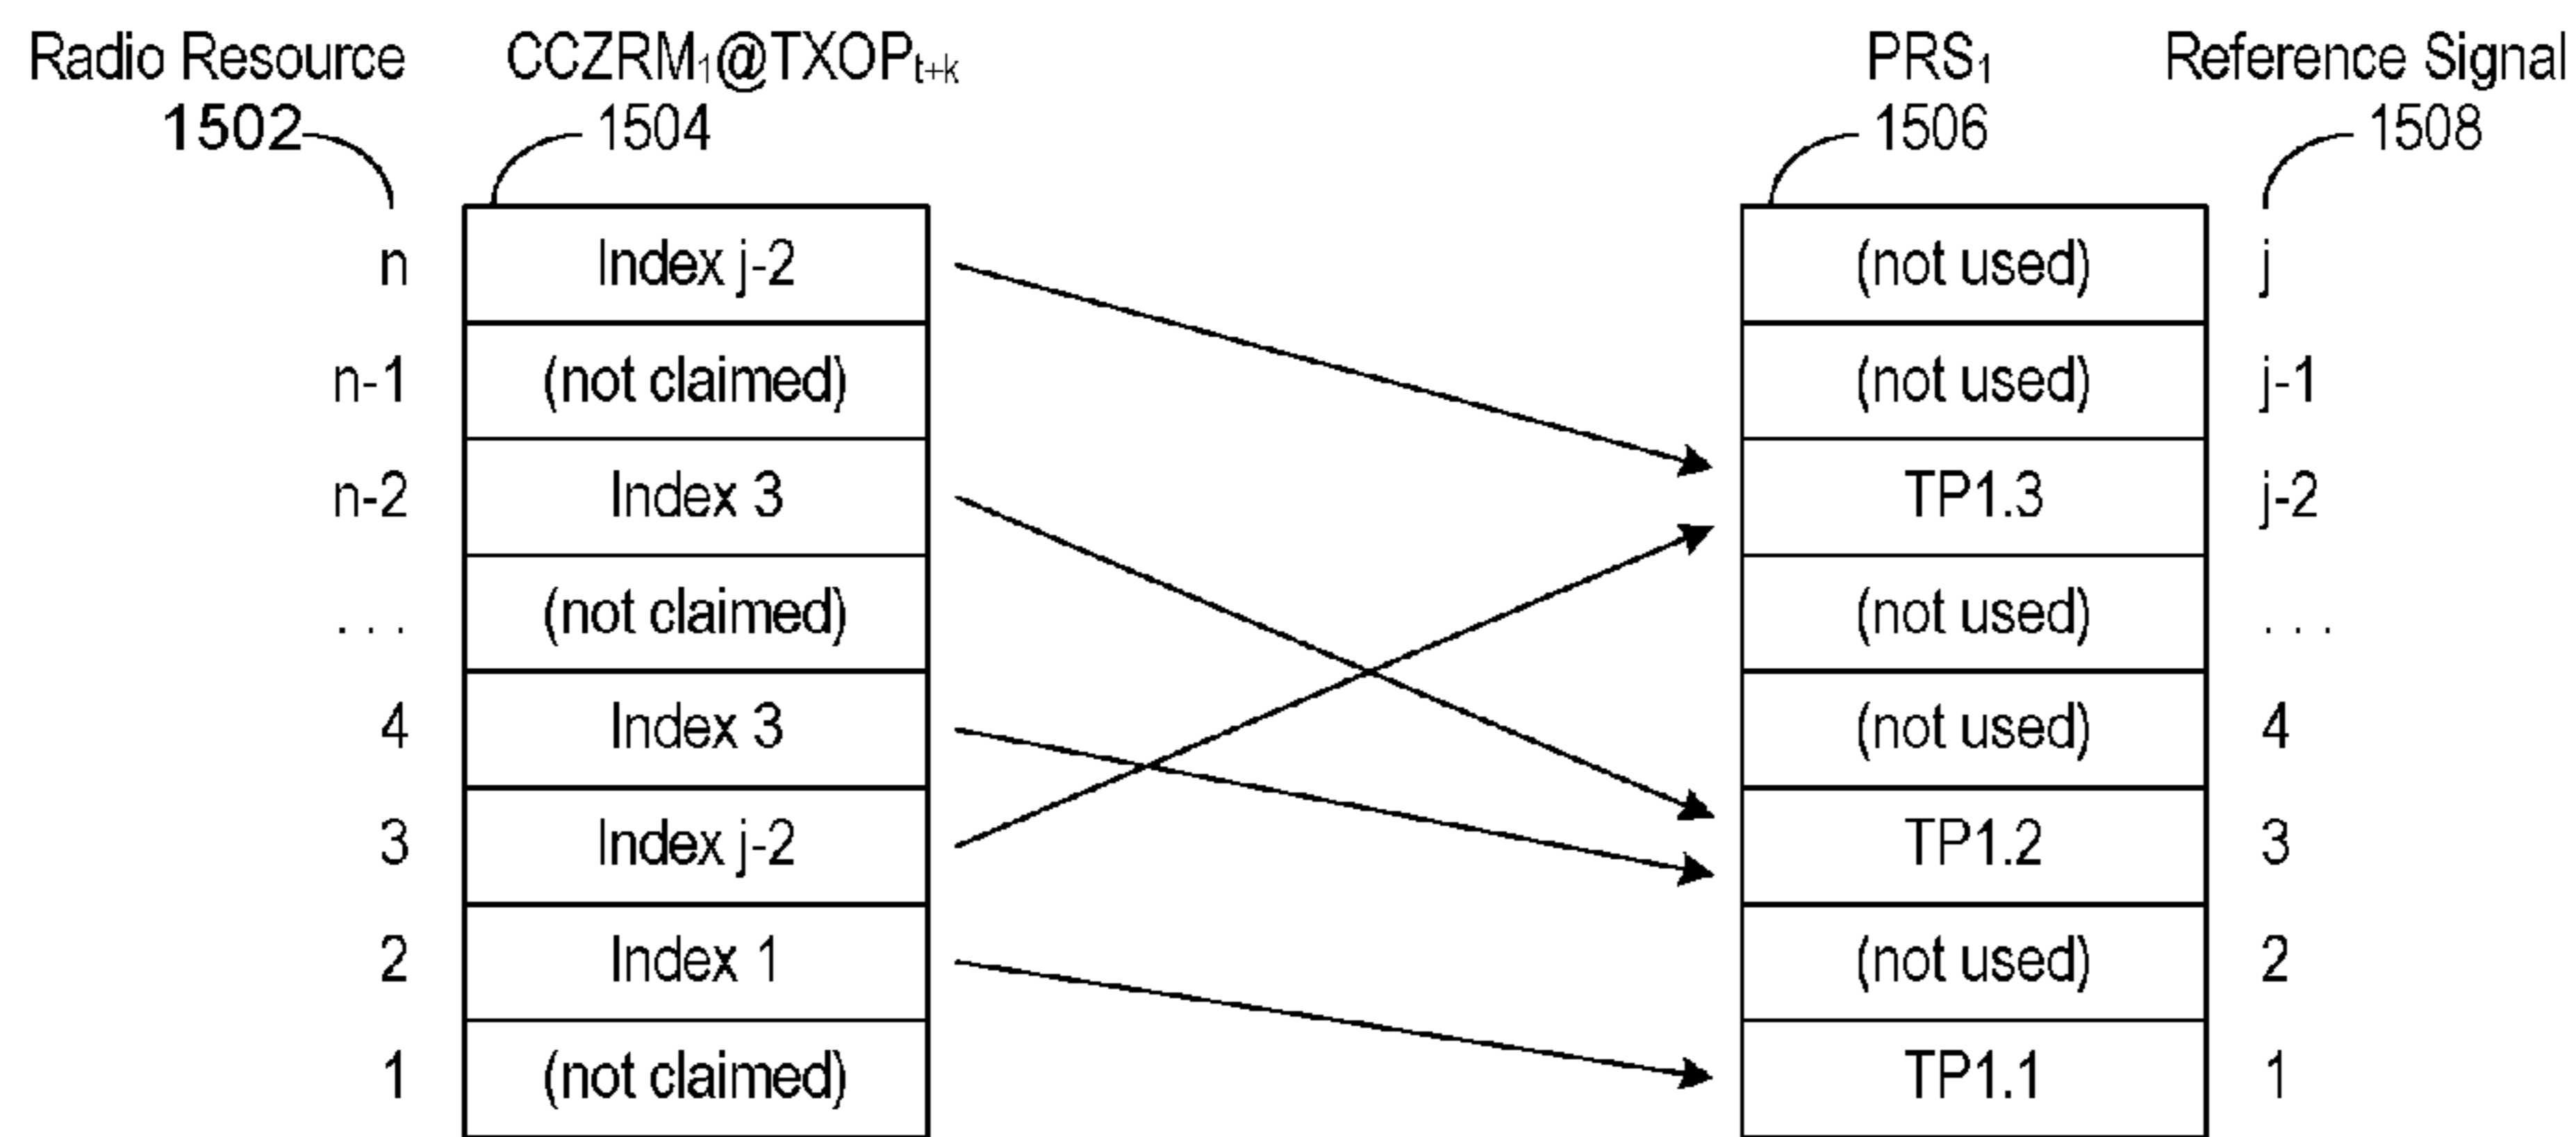 Radio Resource CCZRM₁@TXOPₜ₊ₖ PRS₁ Reference Signal
1502 1504 1506 1508
n Index j-2 (not used) j
n-1 (not claimed) (not used) j-1
n-2 Index 3 TP1.3 j-2
. . . (not claimed) (not used) . . .
4 Index 3 (not used) 4
3 Index j-2 TP1.2 3
2 Index 1 (not used) 2
1 (not claimed) TP1.1 1